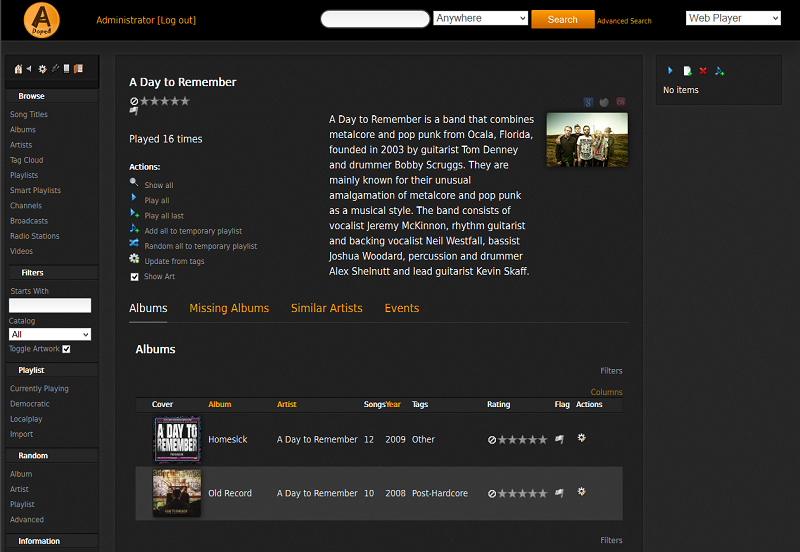 A
Doped
Administrator [Log out]
Anywhere
Search
Advanced Search
Web Player
Browse
Song Titles
Albums
Artists
Tag Cloud
Playlists
Smart Playlists
Channels
Broadcasts
Radio Stations
Videos
Filters
Starts With
Catalog
All
Toggle Artwork
Playlist
Currently Playing
Democratic
Localplay
Import
Random
Album
Artist
Playlist
Advanced
Information
A Day to Remember
Played 16 times
Actions:
Show all
Play all
Play all last
Add all to temporary playlist
Random all to temporary playlist
Update from tags
Show Art
A Day to Remember is a band that combines
metalcore and pop punk from Ocala, Florida,
founded in 2003 by guitarist Tom Denney
and drummer Bobby Scruggs. They are
mainly known for their unusual
amalgamation of metalcore and pop punk
as a musical style. The band consists of
vocalist Jeremy McKinnon, rhythm guitarist
and backing vocalist Neil Westfall, bassist
Joshua Woodard, percussion and drummer
Alex Shelnutt and lead guitarist Kevin Skaff.
Albums Missing Albums Similar Artists Events
Albums
Filters
Columns
Cover Album Artist Songs Year Tags Rating Flag Actions
A DAY TO
REMEMBER
Homesick A Day to Remember 12 2009 Other
Old Record A Day to Remember 10 2008 Post-Hardcore
Filters
No items